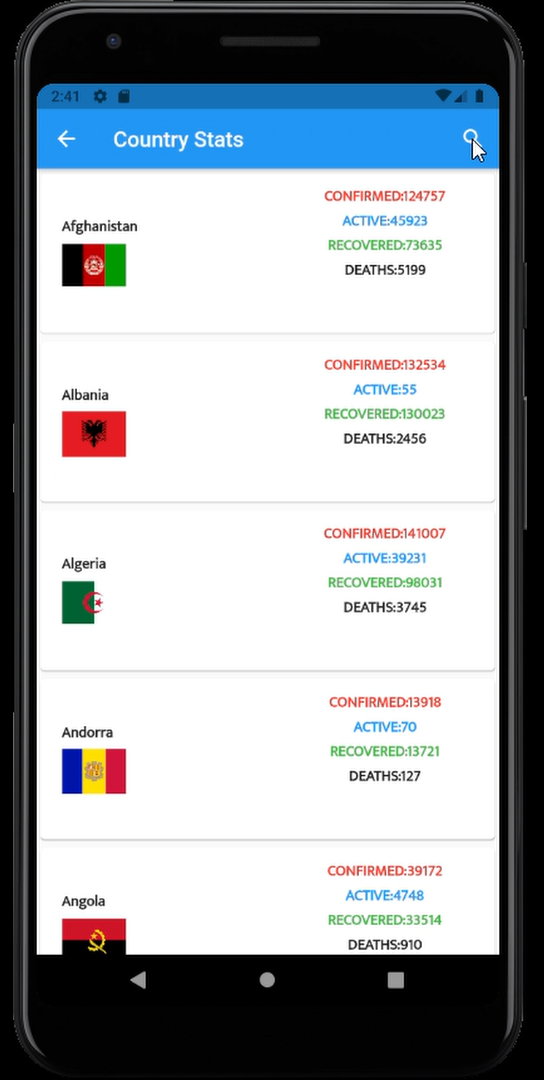 2:41
Country Stats
CONFIRMED:124757
Afghanistan
ACTIVE:45923
RECOVERED:73635
DEATHS:5199
CONFIRMED:132534
Albania
ACTIVE:55
RECOVERED:130023
DEATHS:2456
CONFIRMED:141007
Algeria
ACTIVE:39231
RECOVERED:98031
DEATHS:3745
CONFIRMED:13918
Andorra
ACTIVE:70
RECOVERED:13721
DEATHS:127
CONFIRMED:39172
Angola
ACTIVE:4748
RECOVERED:33514
DEATHS:910